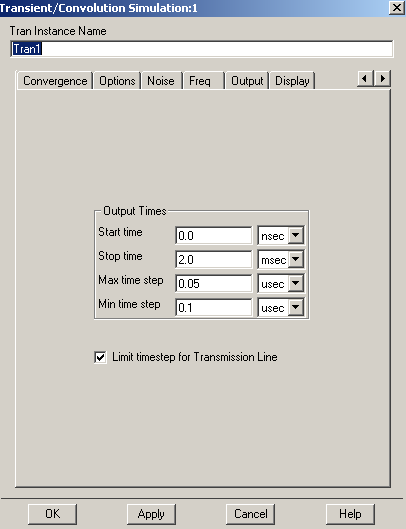 Transient/Convolution Simulation:1
Tran Instance Name
Tran1
Convergence Options Noise Freq Output Display
Output Times
Start time 0.0 nsec
Stop time 2.0 msec
Max time step 0.05 usec
Min time step 0.1 usec
Limit timestep for Transmission Line
OK Apply Cancel Help